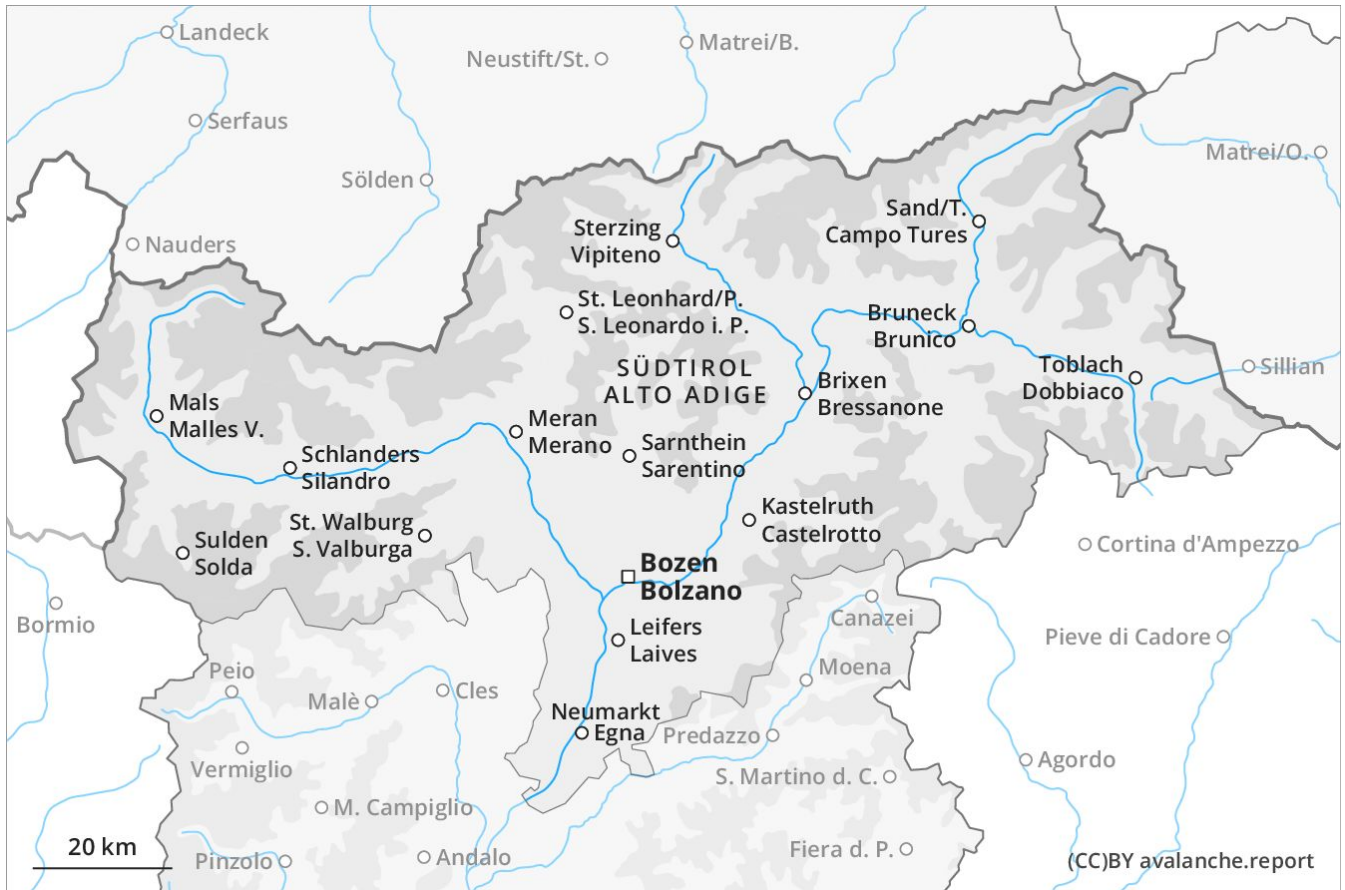 Landeck
Matrei/B.
Neustift/St.
Serfaus
Matrei/O.
Sölden
Sand/T.
Campo Tures
Sterzing
Vipiteno
Nauders
St. Leonhard/P.
S. Leonardo i. P.
Bruneck
Brunico
SÜDTIROL
ALTO ADIGE
Toblach
Dobbiaco
Sillian
Brixen
Bressanone
Mals
Malles V.
Meran
Merano
Sarnthein
Sarentino
Schlanders
Silandro
Kastelruth
Castelrotto
St. Walburg
S. Valburga
Sulden
Solda
Cortina d'Ampezzo
Bozen
Bolzano
Bormio
Canazei
Leifers
Laives
Pieve di Cadore
Peio
Moena
Malè
Cles
Neumarkt
Egna
Predazzo
Vermiglio
Agordo
S. Martino d. C.
M. Campiglio
20 km
Pinzolo
Andalo
Fiera d. P.
(CC)BY avalanche.report